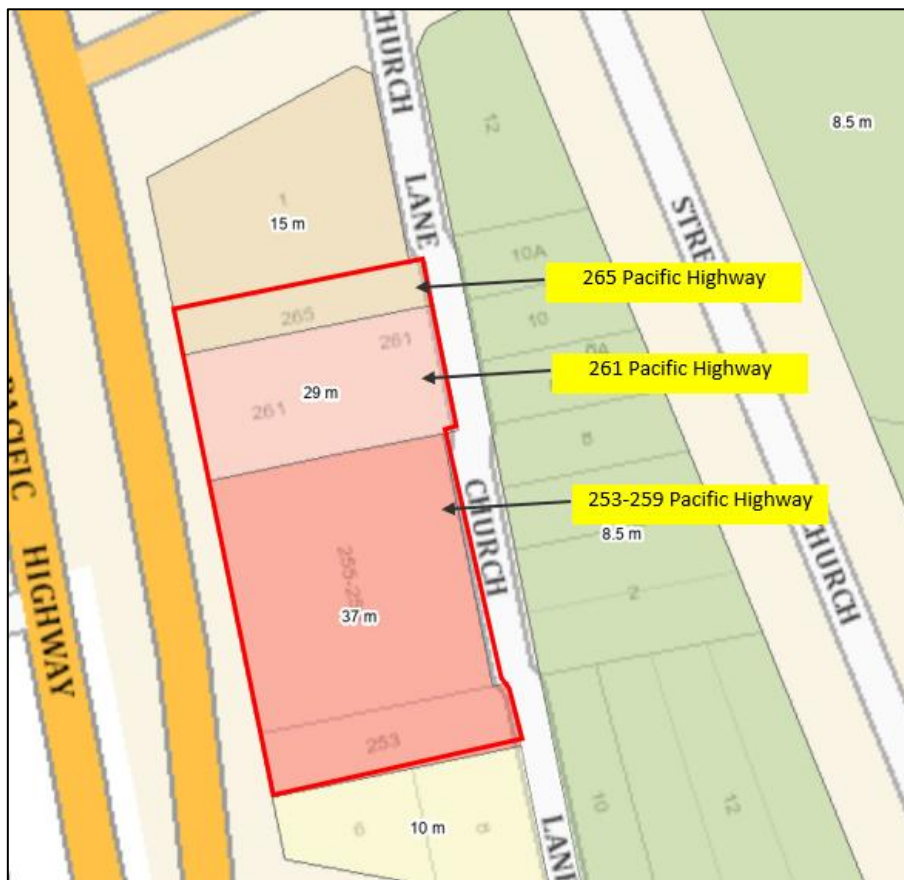 CHURCH
LANE
12
8.5 m
1
15 m
STRE
10A
265 Pacific Highway
265
10
261
261 Pacific Highway
29 m
261
8
CHURCH
253-259 Pacific Highway
CHURCH
8.5 m
PACIFIC
HIGHWAY
2
37 m
253
10
12
6
10 m
8
LANE